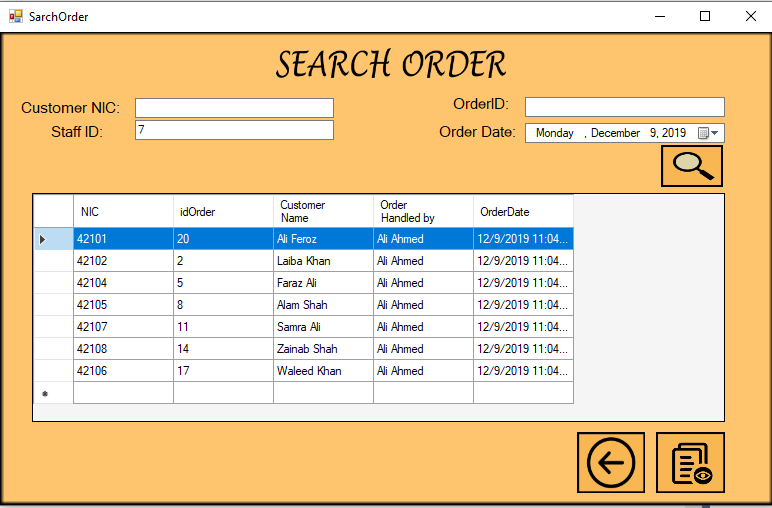 SarchOrder
SEARCH ORDER
Customer NIC:
OrderID:
Staff ID: 7
Order Date: Monday , December 9, 2019
NIC idOrder Customer Name Order Handled by OrderDate
42101 20 Ali Feroz Ali Ahmed 12/9/2019 11:04...
42102 2 Laiba Khan Ali Ahmed 12/9/2019 11:04...
42104 5 Faraz Ali Ali Ahmed 12/9/2019 11:04...
42105 8 Alam Shah Ali Ahmed 12/9/2019 11:04...
42107 11 Samra Ali Ali Ahmed 12/9/2019 11:04...
42108 14 Zainab Shah Ali Ahmed 12/9/2019 11:04...
42106 17 Waleed Khan Ali Ahmed 12/9/2019 11:04...